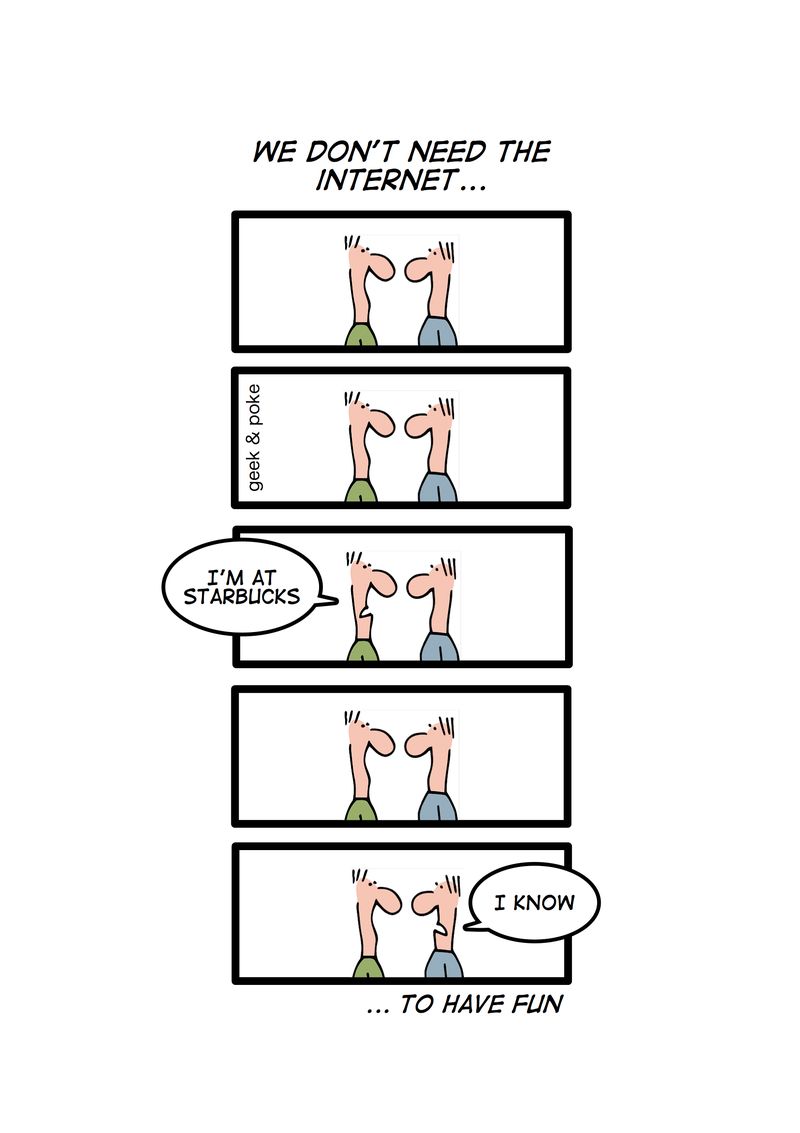 WE DON'T NEED THE
INTERNET...
geek & poke
I'M AT
STARBUCKS
I KNOW
... TO HAVE FUN